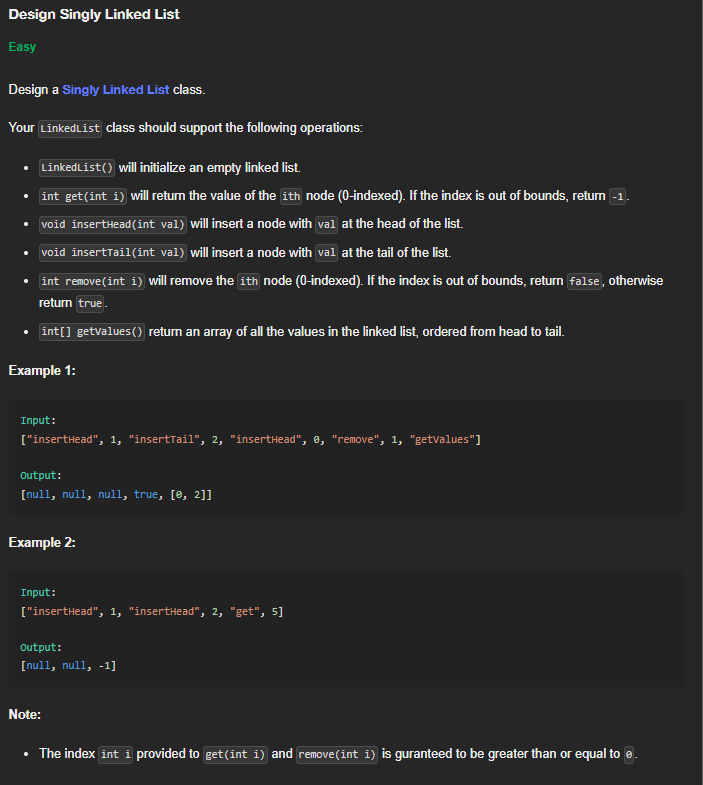 Design Singly Linked List
Easy
Design a Singly Linked List class.
Your LinkedList class should support the following operations:
• LinkedList() will initialize an empty linked list.
• int get(int i) will return the value of the ith node (0-indexed). If the index is out of bounds, return -1.
• void insertHead(int val) will insert a node with val at the head of the list.
• void insertTail(int val) will insert a node with val at the tail of the list.
• int remove(int i) will remove the ith node (0-indexed). If the index is out of bounds, return false, otherwise
return true.
• int[] getValues() return an array of all the values in the linked list, ordered from head to tail.
Example 1:
Input:
["insertHead", 1, "insertTail", 2, "insertHead", 0, "remove", 1, "getValues"]
Output:
[null, null, null, true, [0, 2]]
Example 2:
Input:
["insertHead", 1, "insertHead", 2, "get", 5]
Output:
[null, null, -1]
Note:
• The index int i provided to get(int i) and remove(int i) is guranteed to be greater than or equal to 0.